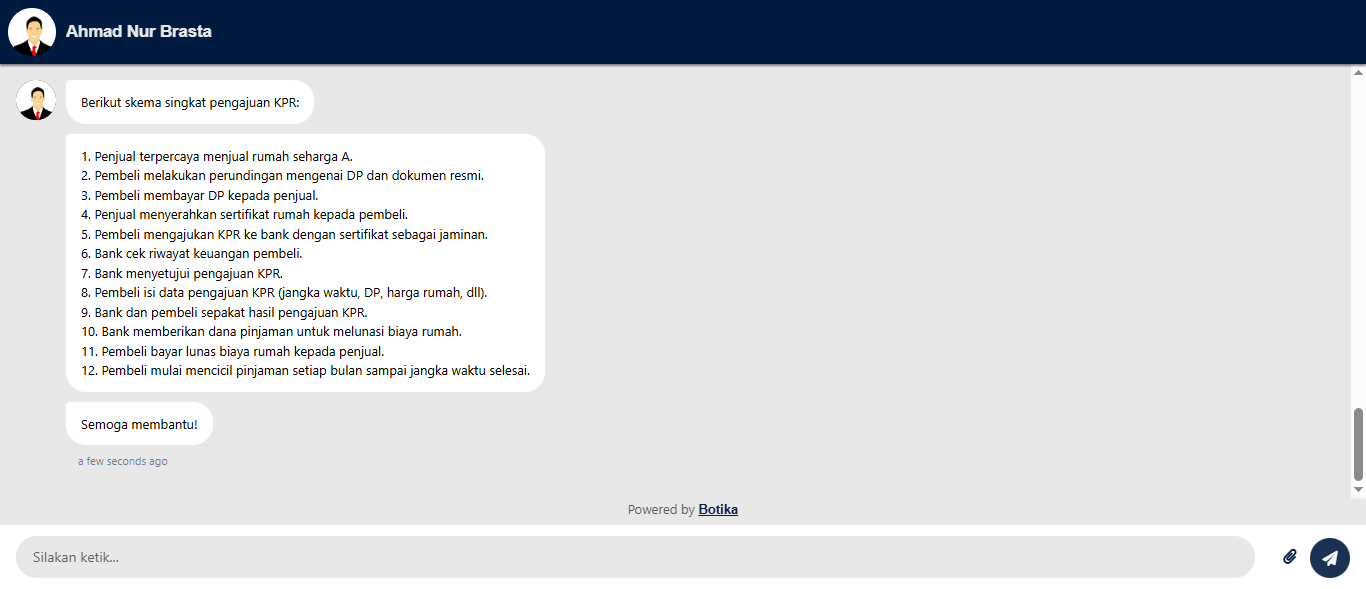 Ahmad Nur Brasta
Berikut skema singkat pengajuan KPR:
1. Penjual terpercaya menjual rumah seharga A.
2. Pembeli melakukan perundingan mengenai DP dan dokumen resmi.
3. Pembeli membayar DP kepada penjual.
4. Penjual menyerahkan sertifikat rumah kepada pembeli.
5. Pembeli mengajukan KPR ke bank dengan sertifikat sebagai jaminan.
6. Bank cek riwayat keuangan pembeli.
7. Bank menyetujui pengajuan KPR.
8. Pembeli isi data pengajuan KPR (jangka waktu, DP, harga rumah, dll).
9. Bank dan pembeli sepakat hasil pengajuan KPR.
10. Bank memberikan dana pinjaman untuk melunasi biaya rumah.
11. Pembeli bayar lunas biaya rumah kepada penjual.
12. Pembeli mulai mencicil pinjaman setiap bulan sampai jangka waktu selesai.
Semoga membantu!
a few seconds ago
Powered by Botika
Silakan ketik...